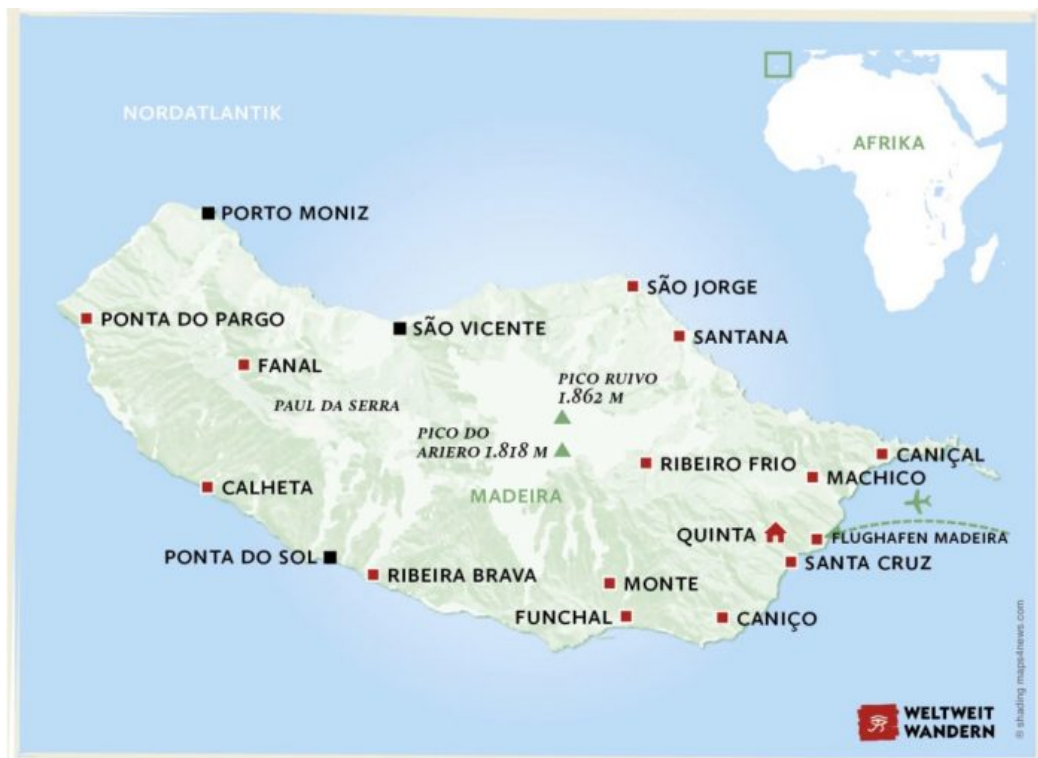 NORDATLANTIK
AFRIKA
PORTO MONIZ
SÃO JORGE
PONTA DO PARGO
SÃO VICENTE
SANTANA
FANAL
PICO RUIVO
1.862 M
PAUL DA SERRA
PICO DO
ARIERO 1.818 M
RIBEIRO FRIO
CANIÇAL
MACHICO
CALHETA
MADEIRA
QUINTA
FLUGHAFEN MADEIRA
PONTA DO SOL
SANTA CRUZ
RIBEIRA BRAVA
MONTE
FUNCHAL
CANIÇO
® shading maps4news.com
WELTWEIT
WANDERN